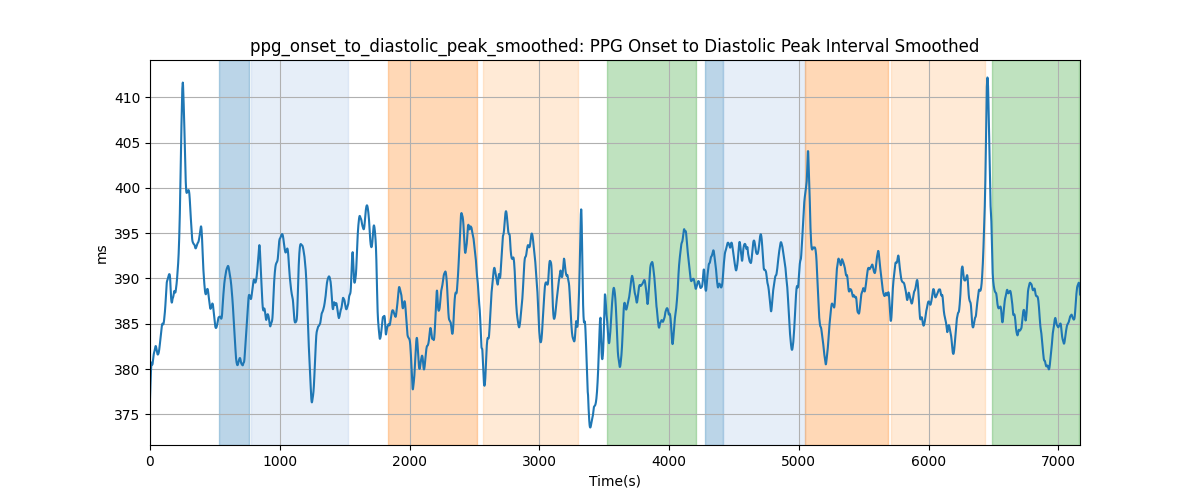 ppg_onset_to_diastolic_peak_smoothed: PPG Onset to Diastolic Peak Interval Smoothed
410
405
400
395
390
385
380
375
ms
0 1000 2000 3000 4000 5000 6000 7000
Time(s)